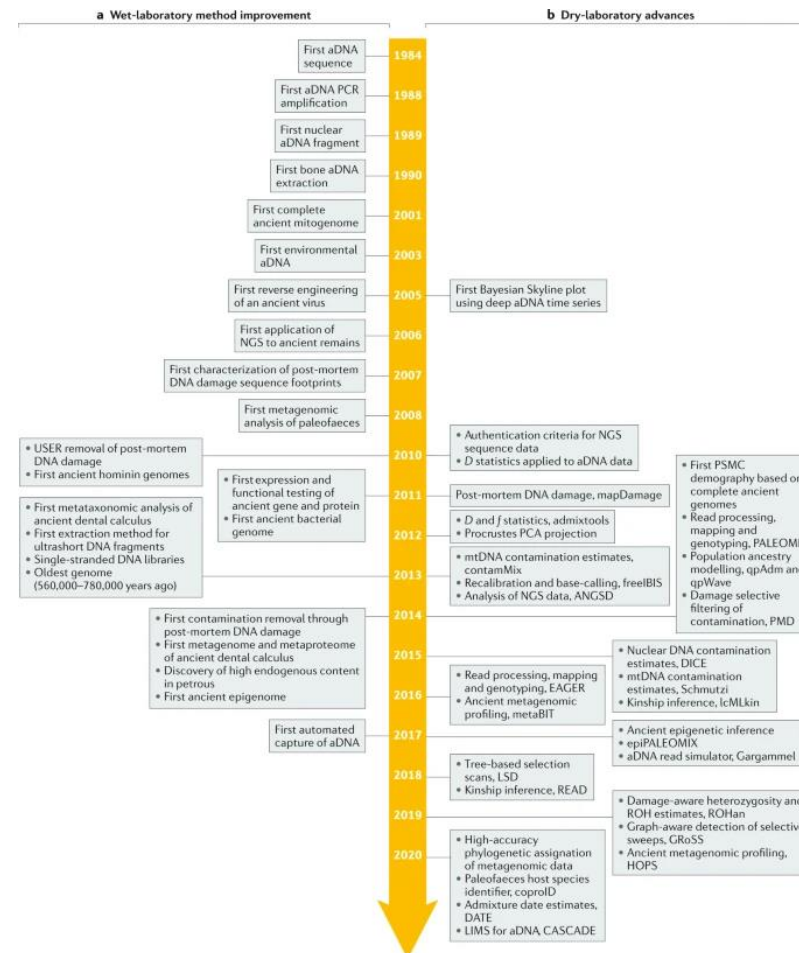 a Wet-laboratory method improvement
b Dry-laboratory advances
First aDNA
sequence
1984
First aDNA PCR
amplification
1988
First nuclear
aDNA fragment
1989
First bone aDNA
extraction
1990
First complete
ancient mitogenome
2001
First environmental
aDNA
2003
First reverse engineering
of an ancient virus
2005
First Bayesian Skyline plot
using deep aDNA time series
First application of
NGS to ancient remains
2006
First characterization of post-mortem
DNA damage sequence footprints
2007
First metagenomic
analysis of paleofaeces
2008
• USER removal of post-mortem
DNA damage
• First ancient hominin genomes
2010
• Authentication criteria for NGS
sequence data
• D statistics applied to aDNA data
• First expression and
functional testing of
ancient gene and protein
• First ancient bacterial
genome
2011
Post-mortem DNA damage, mapDamage
2012
• D and f statistics, admixtools
• Procrustes PCA projection
• First metataxonomic analysis of
ancient dental calculus
• First extraction method for
ultrashort DNA fragments
• Single-stranded DNA libraries
• Oldest genome
(560,000–780,000 years ago)
2013
• mtDNA contamination estimates,
contamMix
• Recalibration and base-calling, freeIBIS
• Analysis of NGS data, ANGSD
2014
• First PSMC
demography based on
complete ancient
genomes
• Read processing,
mapping and
genotyping, PALEOMI
• Population ancestry
modelling, qpAdm and
qpWave
• Damage selective
filtering of
contamination, PMD
• First contamination removal through
post-mortem DNA damage
• First metagenome and metaproteome
of ancient dental calculus
• Discovery of high endogenous content
in petrous
• First ancient epigenome
2015
• Nuclear DNA contamination
estimates, DICE
• mtDNA contamination
estimates, Schmutzi
• Kinship inference, lcMLkin
2016
• Read processing, mapping
and genotyping, EAGER
• Ancient metagenomic
profiling, metaBIT
First automated
capture of aDNA
2017
• Ancient epigenetic inference
• epiPALEOMIX
• aDNA read simulator, Gargammel
2018
• Tree-based selection
scans, LSD
• Kinship inference, READ
2019
• Damage-aware heterozygosity and
ROH estimates, ROHan
• Graph-aware detection of selective
sweeps, GRoSS
• Ancient metagenomic profiling,
HOPS
2020
• High-accuracy
phylogenetic assignation
of metagenomic data
• Paleofaeces host species
identifier, coproID
• Admixture date estimates,
DATE
• LIMS for aDNA, CASCADE